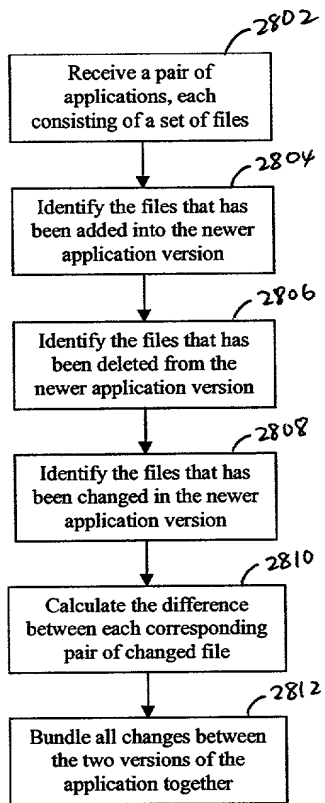 2802
Receive a pair of
applications, each
consisting of a set of files
2804
Identify the files that has
been added into the newer
application version
2806
Identify the files that has
been deleted from the
newer application version
2808
Identify the files that has
been changed in the newer
application version
2810
Calculate the difference
between each corresponding
pair of changed file
2812
Bundle all changes between
the two versions of the
application together